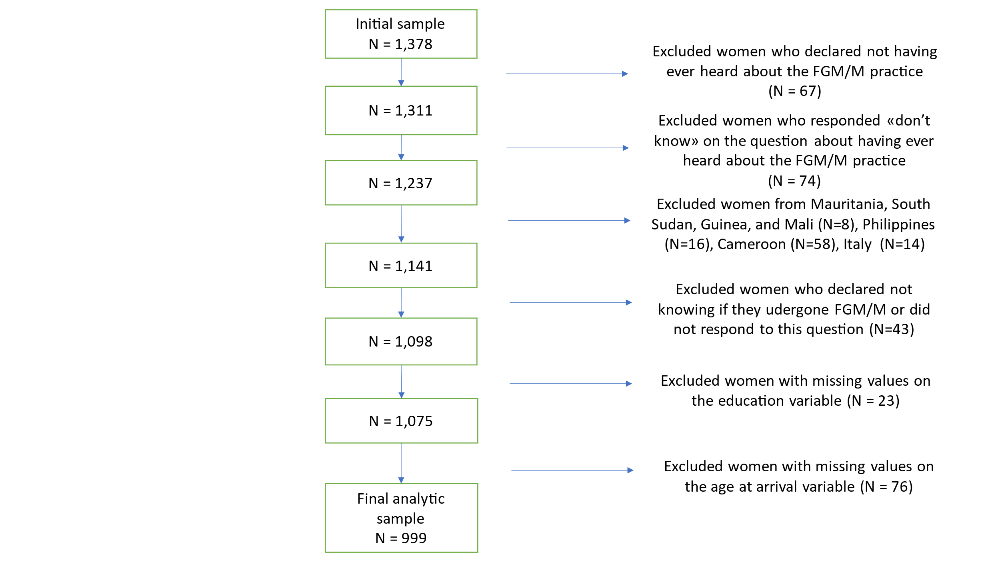 Initial sample
N = 1,378
Excluded women who declared not having
ever heard about the FGM/M practice
(N = 67)
N = 1,311
Excluded women who responded «don’t
know» on the question about having ever
heard about the FGM/M practice
(N = 74)
N = 1,237
Excluded women from Mauritania, South
Sudan, Guinea, and Mali (N=8), Philippines
(N=16), Cameroon (N=58), Italy (N=14)
N = 1,141
Excluded women who declared not
knowing if they udergone FGM/M or did
not respond to this question (N=43)
N = 1,098
Excluded women with missing values on
the education variable (N = 23)
N = 1,075
Excluded women with missing values on
the age at arrival variable (N = 76)
Final analytic
sample
N = 999